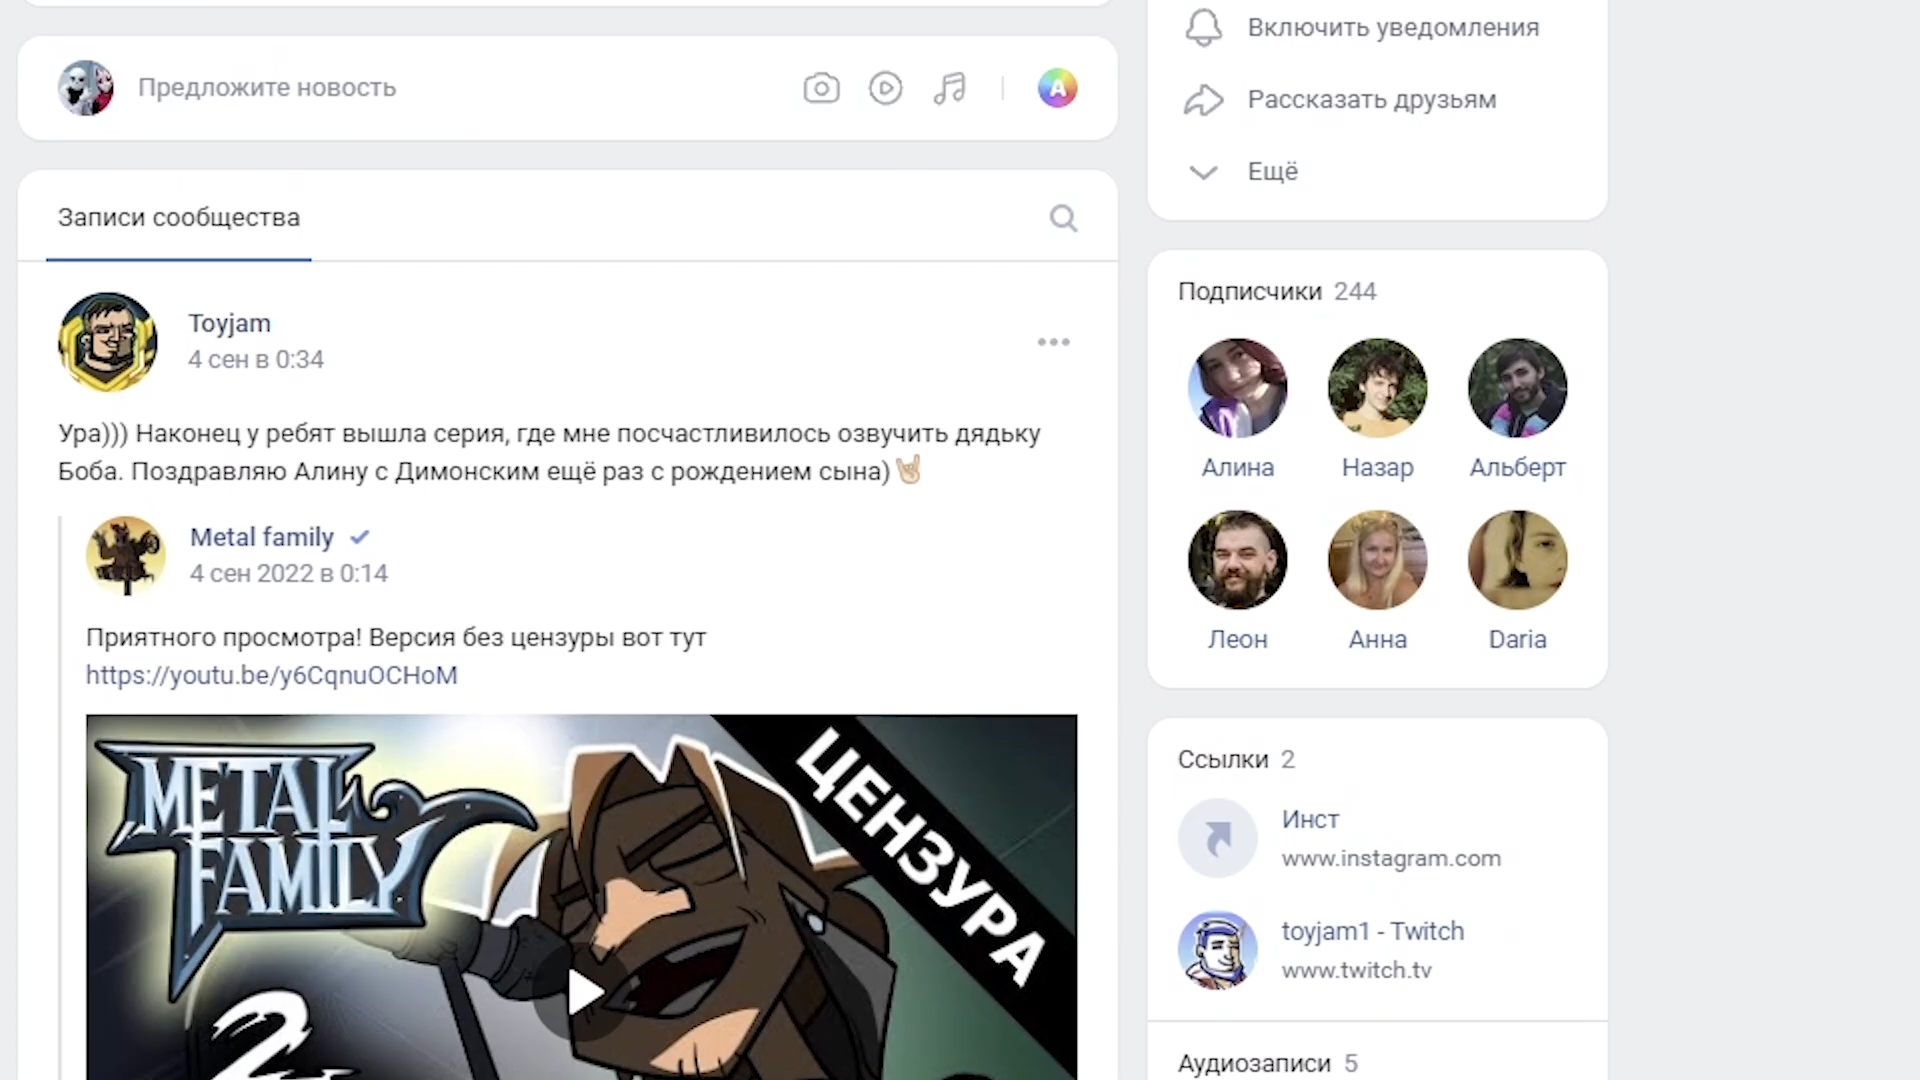 Предложите новость
A
Записи сообщества
Toyjam
4 сен в 0:34
Ура))) Наконец у ребят вышла серия, где мне посчастливилось озвучить дядьку
Боба. Поздравляю Алину с Димонским ещё раз с рождением сына)
Metal family
4 сен 2022 в 0:14
Приятного просмотра! Версия без цензуры вот тут
https://youtu.be/y6CqnuOCHoM
METAL
FAMILY
ЦЕНЗУРА
2
Включить уведомления
Рассказать друзьям
Ещё
Подписчики 244
Алина
Назар
Альберт
Леон
Анна
Daria
Ссылки 2
Инст
www.instagram.com
toyjam1 - Twitch
www.twitch.tv
Аудиозаписи 5